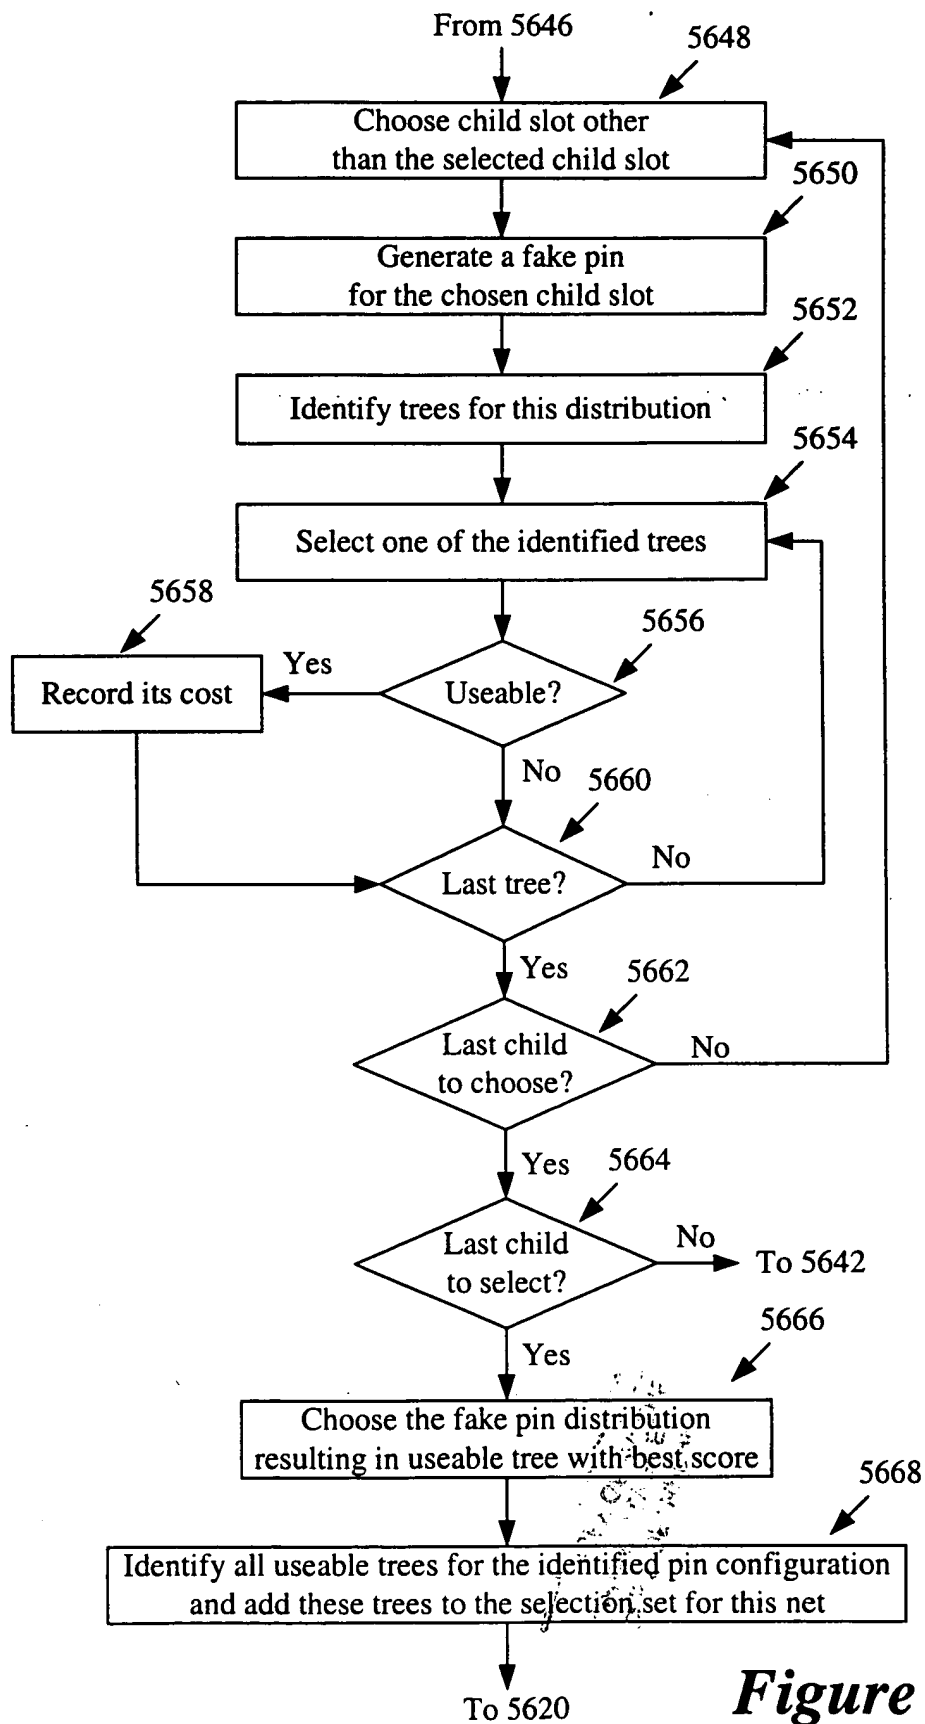 From 5646
5648
Choose child slot other
than the selected child slot
5650
Generate a fake pin
for the chosen child slot
5652
Identify trees for this distribution
5654
Select one of the identified trees
5658
5656
Yes
Record its cost
Useable?
No
5660
Last tree?
No
Yes
5662
Last child
to choose?
No
Yes
5664
Last child
to select?
No
To 5642
5666
Yes
Choose the fake pin distribution
resulting in useable tree with best score
5668
Identify all useable trees for the identified pin configuration
and add these trees to the selection set for this net
To 5620
Figure